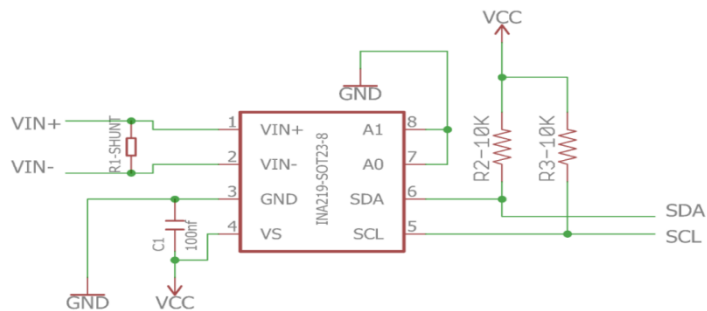 VCC
GND
VIN+
R1-SHUNT
VIN-
1
VIN+
A1
8
2
VIN-
A0
7
3
GND
SDA
6
4
VS
SCL
5
INA219-SOT23-8
R2-10K
R3-10K
SDA
SCL
C1
100nf
GND
VCC